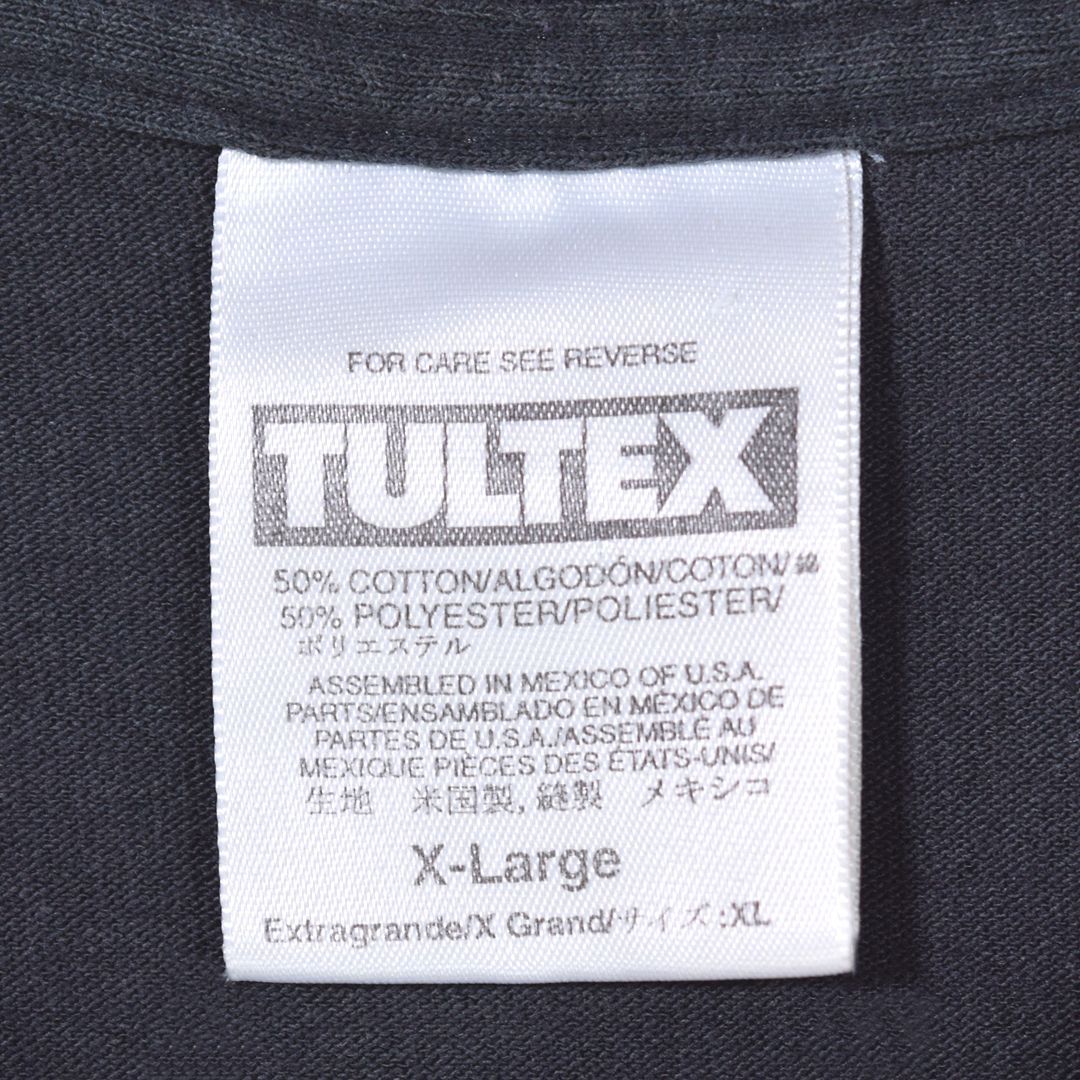 FOR CARE SEE REVERSE
TULTEX
50% COTTON/ALGODÓN/COTON/綿
50% POLYESTER/POLIESTER/
ポリエステル
ASSEMBLED IN MEXICO OF U.S.A.
PARTS/ENSAMBLADO EN MÉXICO DE
PARTES DE U.S.A./ASSEMBLÉ AU
MEXIQUE PIÈCES DES ÉTATS-UNIS/
生地 米国製, 縫製 メキシコ
X-Large
Extragrande/X Grand/サイズ:XL